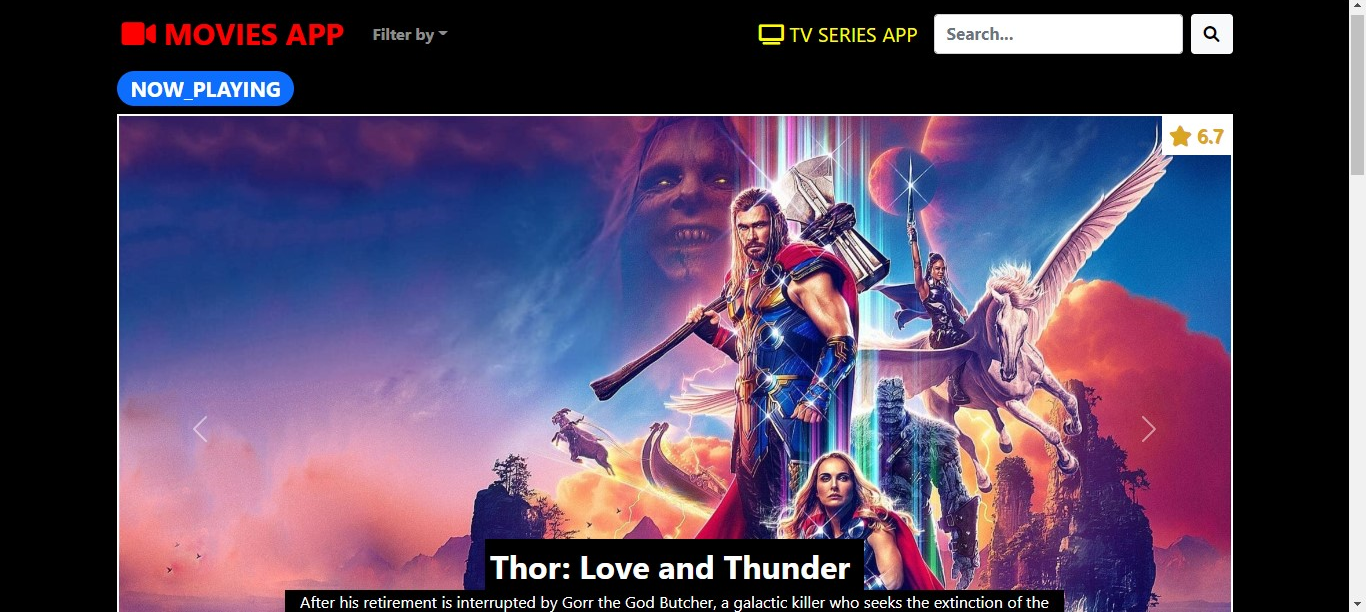 MOVIES APP Filter by TV SERIES APP Search...
NOW_PLAYING
6.7
Thor: Love and Thunder
After his retirement is interrupted by Gorr the God Butcher, a galactic killer who seeks the extinction of the